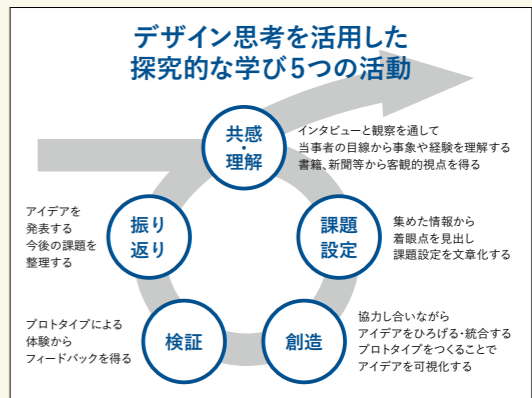 デザイン思考を活用した
探究的な学び5つの活動
共感
・
理解
インタビューと観察を通して
当事者の目線から事象や経験を理解する
書籍、新聞等から客観的視点を得る
課題
設定
集めた情報から
着眼点を見出し
課題設定を文章化する
創造
協力し合いながら
アイデアをひろげる・統合する
プロトタイプをつくることで
アイデアを可視化する
検証
プロトタイプによる
体験から
フィードバックを得る
振り
返り
アイデアを
発表する
今後の課題を
整理する